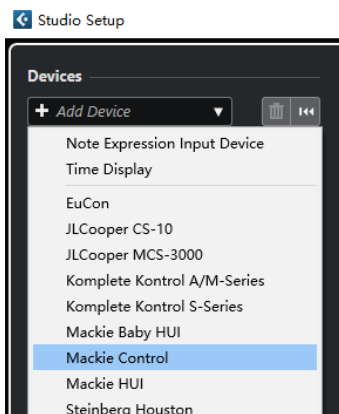 Studio Setup
Devices
Add Device
Note Expression Input Device
Time Display
EuCon
JLCooper CS-10
JLCooper MCS-3000
Komplete Kontrol A/M-Series
Komplete Kontrol S-Series
Mackie Baby HUI
Mackie Control
Mackie HUI
Steinberg Houston